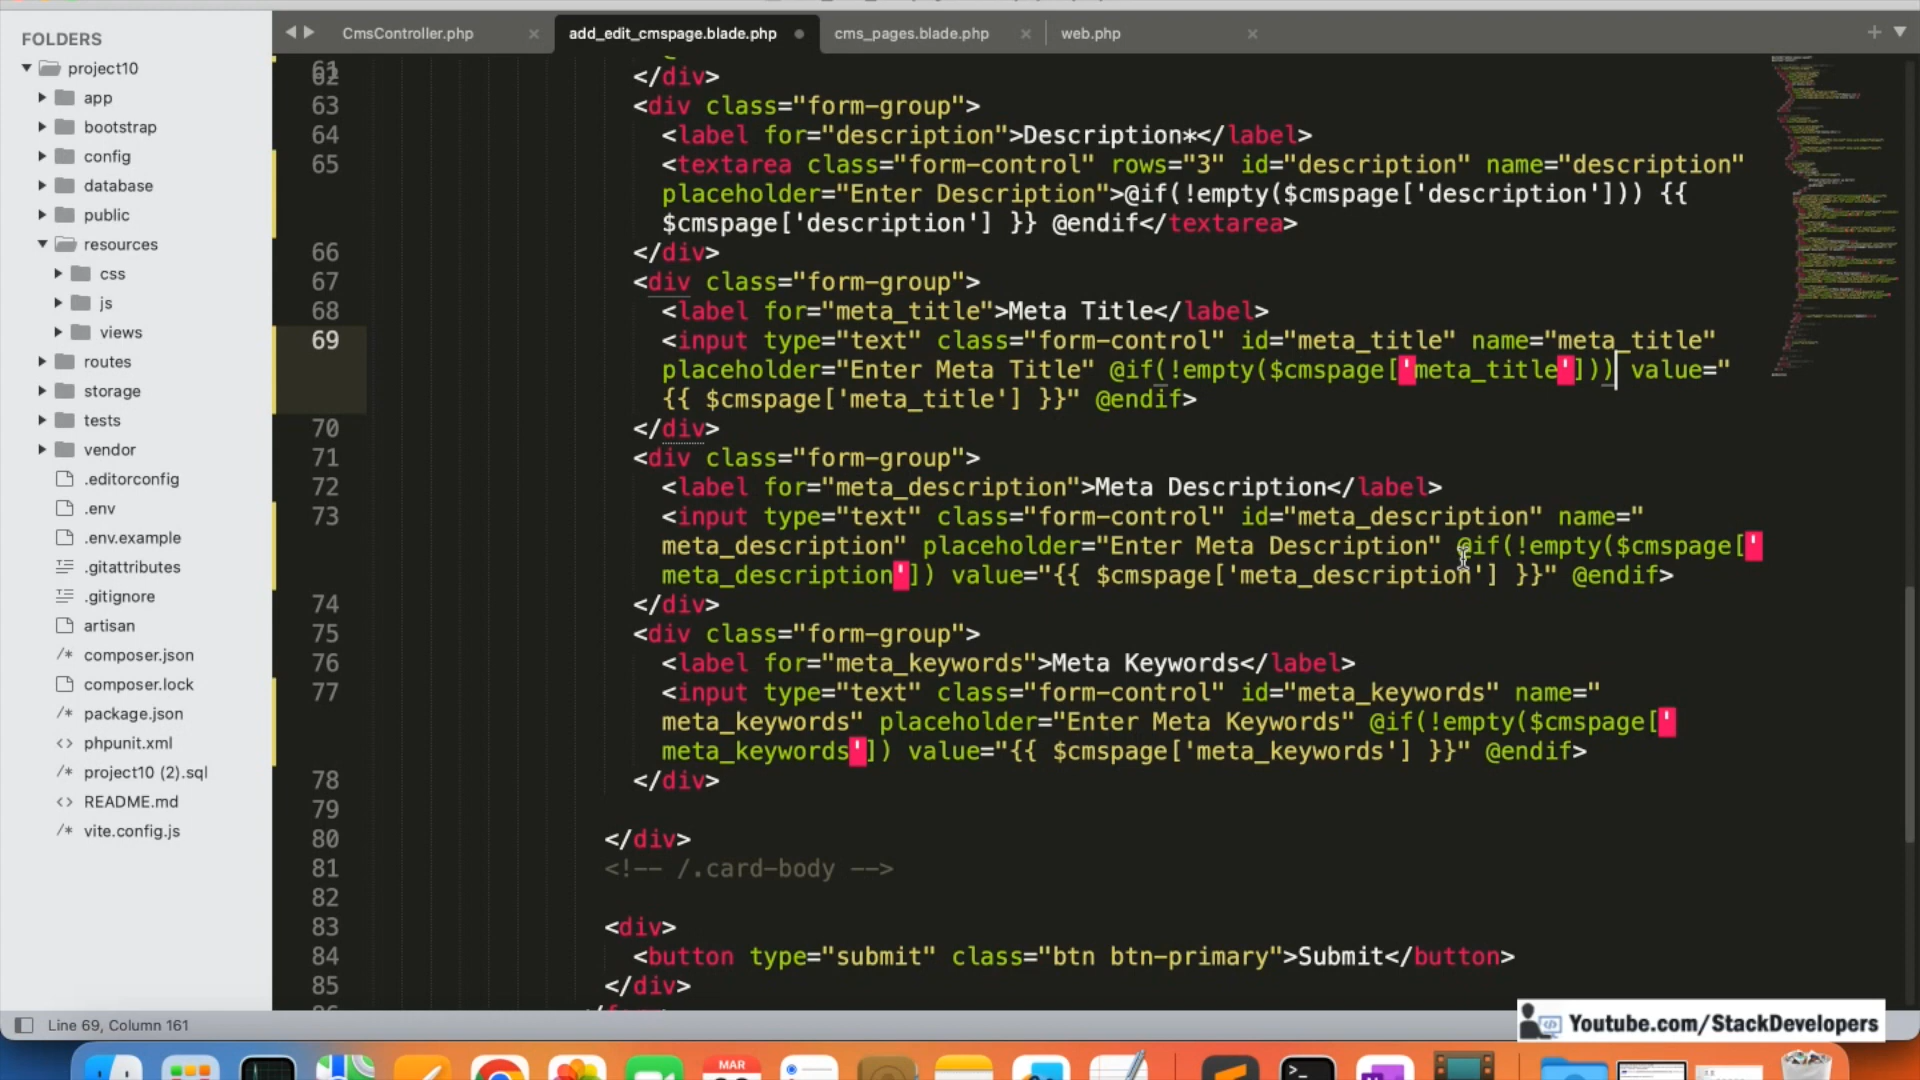 FOLDERS
project10
app
bootstrap
config
database
public
resources
css
js
views
routes
storage
tests
vendor
.editorconfig
.env
.env.example
.gitattributes
.gitignore
artisan
composer.json
composer.lock
package.json
phpunit.xml
project10 (2).sql
README.md
vite.config.js
CmsController.php
add_edit_cmspage.blade.php
cms_pages.blade.php
web.php
61
62 </div>
63 <div class="form-group">
64 <label for="description">Description*</label>
65 <textarea class="form-control" rows="3" id="description" name="description"
placeholder="Enter Description">@if(!empty($cmspage['description'])) {{
$cmspage['description'] }} @endif</textarea>
66 </div>
67 <div class="form-group">
68 <label for="meta_title">Meta Title</label>
69 <input type="text" class="form-control" id="meta_title" name="meta_title"
placeholder="Enter Meta Title" @if(!empty($cmspage['meta_title'])) value="
{{ $cmspage['meta_title'] }}" @endif>
70 </div>
71 <div class="form-group">
72 <label for="meta_description">Meta Description</label>
73 <input type="text" class="form-control" id="meta_description" name="
meta_description" placeholder="Enter Meta Description" @if(!empty($cmspage['
meta_description']) value="{{ $cmspage['meta_description'] }}" @endif>
74 </div>
75 <div class="form-group">
76 <label for="meta_keywords">Meta Keywords</label>
77 <input type="text" class="form-control" id="meta_keywords" name="
meta_keywords" placeholder="Enter Meta Keywords" @if(!empty($cmspage['
meta_keywords']) value="{{ $cmspage['meta_keywords'] }}" @endif>
78 </div>
79
80 </div>
81 <!-- /.card-body -->
82
83 <div>
84 <button type="submit" class="btn btn-primary">Submit</button>
85 </div>
Line 69, Column 161
Youtube.com/StackDevelopers
MAR